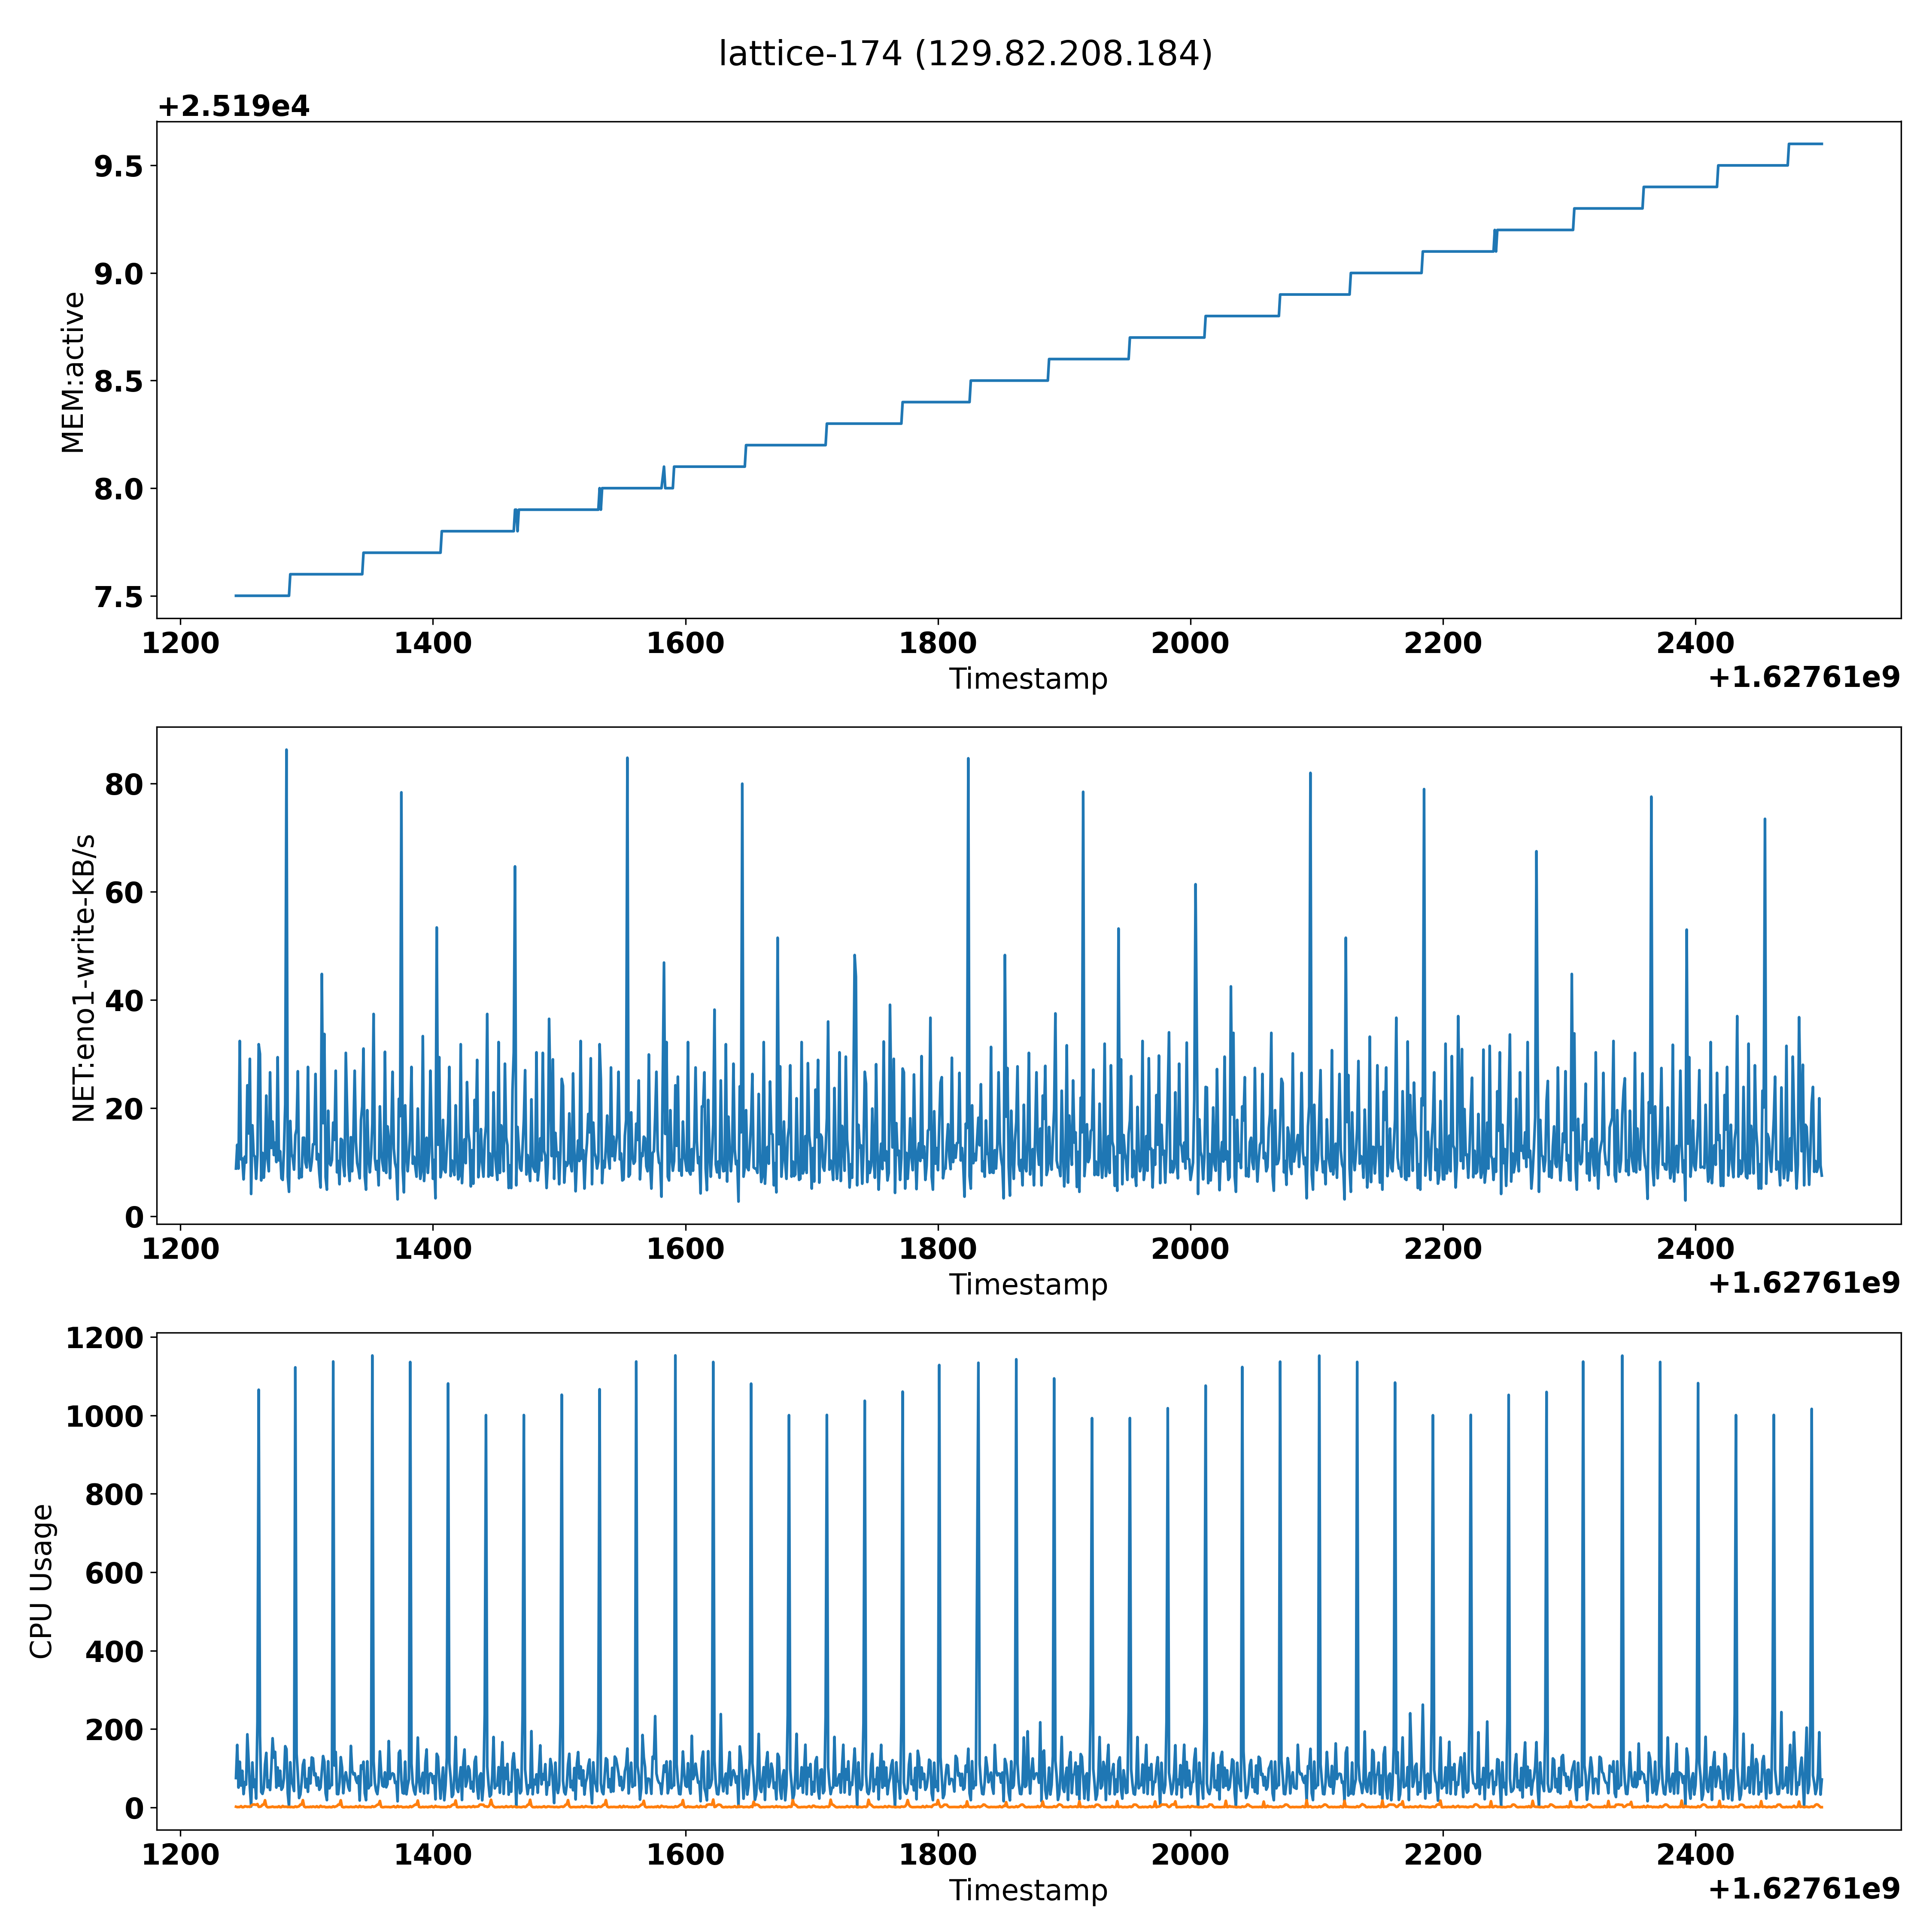 lattice-174 (129.82.208.184)
+2.519e4
9.5
9.0
8.5
8.0
7.5
MEM:active
1200 1400 1600 1800 2000 2200 2400
Timestamp
+1.62761e9
80
60
40
20
0
NET:eno1-write-KB/s
1200 1400 1600 1800 2000 2200 2400
Timestamp
+1.62761e9
1200
1000
800
600
400
200
0
CPU Usage
1200 1400 1600 1800 2000 2200 2400
Timestamp
+1.62761e9